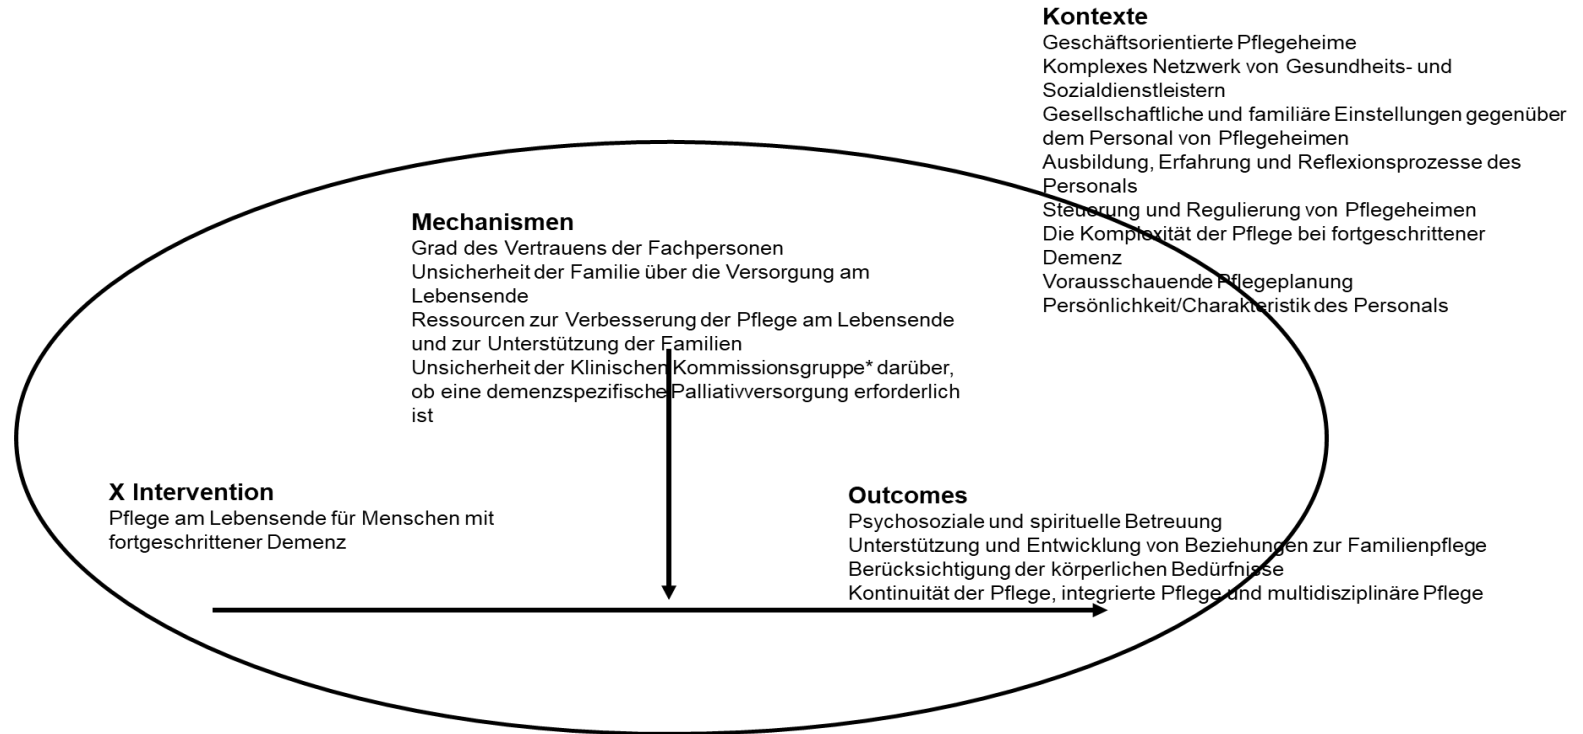 Kontexte
Geschäftsorientierte Pflegeheime
Komplexes Netzwerk von Gesundheits- und
Sozialdienstleistern
Gesellschaftliche und familiäre Einstellungen gegenüber
dem Personal von Pflegeheimen
Ausbildung, Erfahrung und Reflexionsprozesse des
Personals
Steuerung und Regulierung von Pflegeheimen
Die Komplexität der Pflege bei fortgeschrittener
Demenz
Vorausschauende Pflegeplanung
Persönlichkeit/Charakteristik des Personals
Mechanismen
Grad des Vertrauens der Fachpersonen
Unsicherheit der Familie über die Versorgung am
Lebensende
Ressourcen zur Verbesserung der Pflege am Lebensende
und zur Unterstützung der Familien
Unsicherheit der Klinischen Kommissionsgruppe* darüber,
ob eine demenzspezifische Palliativversorgung erforderlich
ist
X Intervention
Pflege am Lebensende für Menschen mit
fortgeschrittener Demenz
Outcomes
Psychosoziale und spirituelle Betreuung
Unterstützung und Entwicklung von Beziehungen zur Familienpflege
Berücksichtigung der körperlichen Bedürfnisse
Kontinuität der Pflege, integrierte Pflege und multidisziplinäre Pflege